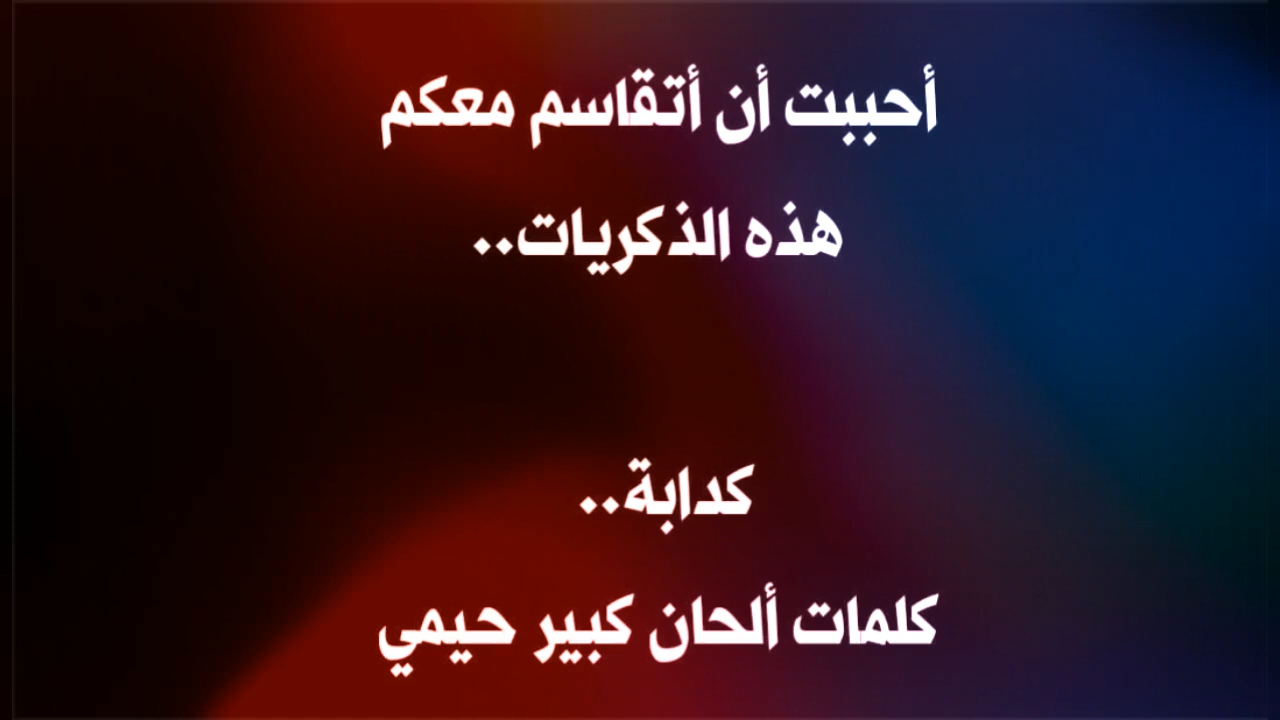 أحببت أن أتقاسم معكم
هذه الذكريات..
كدابة..
كلمات ألحان كبير حيمي